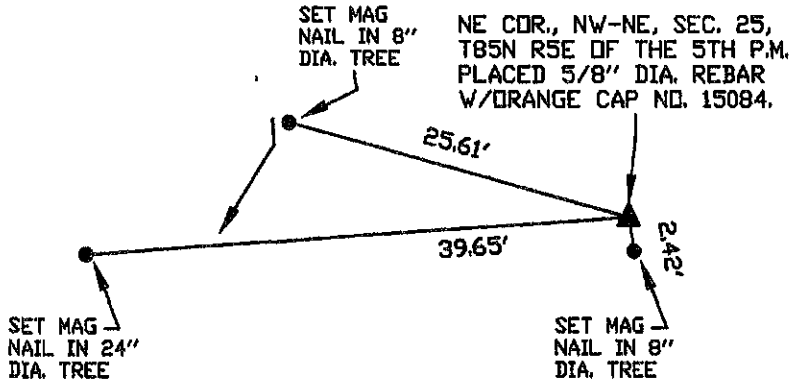 SET MAG
NAIL IN 8"
DIA. TREE
NE COR., NW-NE, SEC. 25,
T85N R5E OF THE 5TH P.M.
PLACED 5/8" DIA. REBAR
W/ORANGE CAP NO. 15084.
25.61'
39.65'
2.42'
SET MAG
NAIL IN 24"
DIA. TREE
SET MAG
NAIL IN 8"
DIA. TREE